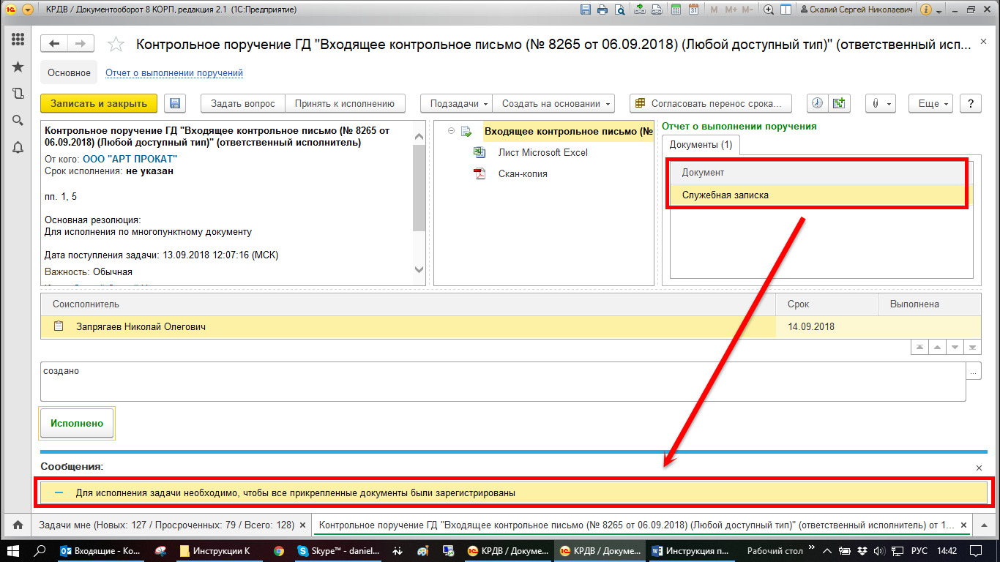 КРДВ / Документооборот 8 КОРП, редакция 2.1 (1С:Предприятие)
M M+ M-
Скалий Сергей Николаевич
Контрольное поручение ГД "Входящее контрольное письмо (№ 8265 от 06.09.2018) (Любой доступный тип)" (ответственный исп...
Основное
Отчет о выполнении поручений
Записать и закрыть
Задать вопрос
Принять к исполнению
Подзадачи
Создать на основании
Согласовать перенос срока...
Еще
?
Контрольное поручение ГД "Входящее контрольное письмо (№ 8265 от
06.09.2018) (Любой доступный тип)" (ответственный исполнитель)
От кого: ООО "АРТ ПРОКАТ"
Срок исполнения: не указан
пп. 1, 5
Основная резолюция:
Для исполнения по многопунктному документу
Дата поступления задачи: 13.09.2018 12:07:16 (МСК)
Важность: Обычная
Входящее контрольное письмо (№
Лист Microsoft Excel
Скан-копия
Отчет о выполнении поручения
Документы (1)
Документ
Служебная записка
Соисполнитель
Срок
Выполнена
Запрягаев Николай Олегович
14.09.2018
создано
...
Исполнено
Сообщения:
Для исполнения задачи необходимо, чтобы все прикрепленные документы были зарегистрированы
Задачи мне (Новых: 127 / Просроченных: 79 / Всего: 128)
Контрольное поручение ГД "Входящее контрольное письмо (№ 8265 от 06.09.2018) (Любой доступный тип)" (ответственный исполнитель) от 1...
Входящие - Ko...
Инструкции К
Skype™ - daniel...
КРДВ / Докуме...
КРДВ / Докуме...
Инструкция п...
Рабочий стол
РУС
14:42